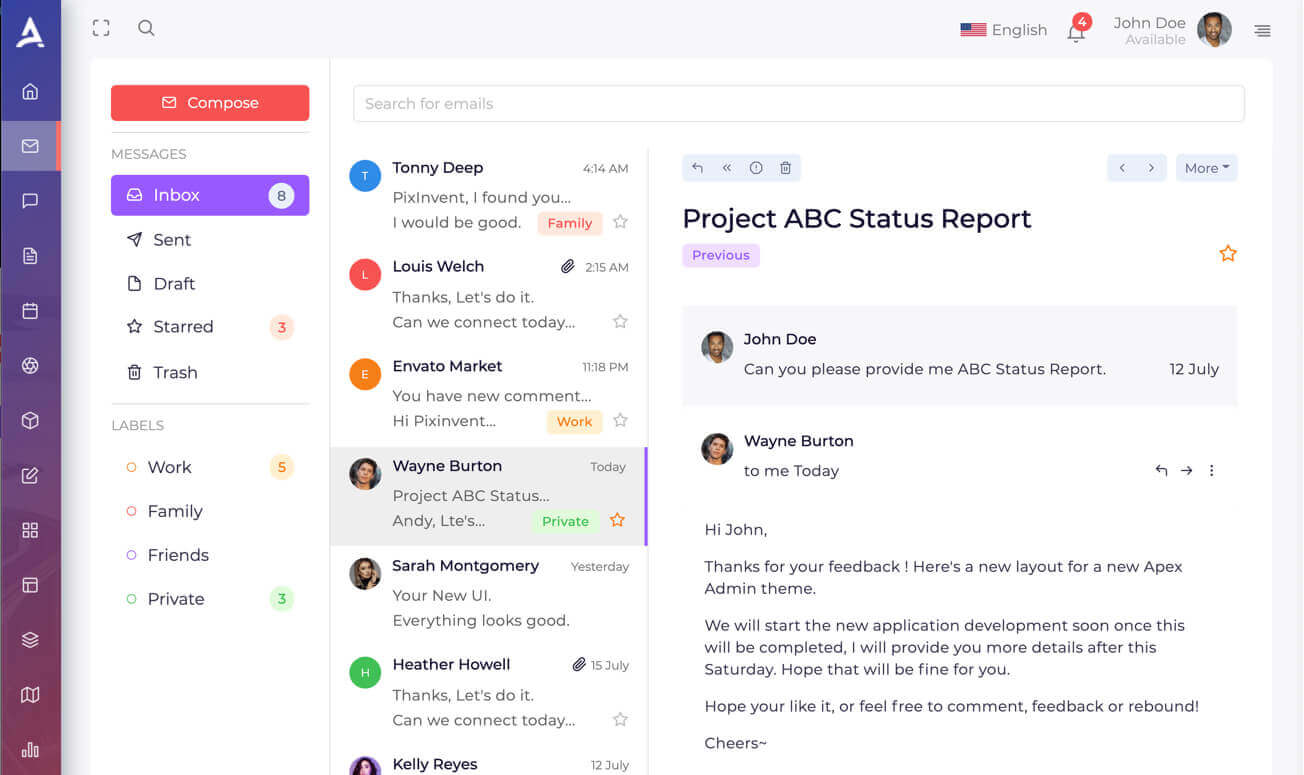 English
4
John Doe
Available
Compose
Search for emails
MESSAGES
Inbox 8
Sent
Draft
Starred 3
Trash
LABELS
Work 5
Family
Friends
Private 3
Tonny Deep 4:14 AM
PixInvent, I found you...
I would be good. Family
L
Louis Welch 2:15 AM
Thanks, Let's do it.
Can we connect today...
E
Envato Market 11:18 PM
You have new comment...
Hi Pixinvent... Work
Wayne Burton Today
Project ABC Status...
Andy, Lte's... Private
Sarah Montgomery Yesterday
Your New UI.
Everything looks good.
H
Heather Howell 15 July
Thanks, Let's do it.
Can we connect today...
Kelly Reyes 12 July
T
More
Project ABC Status Report
Previous
John Doe
Can you please provide me ABC Status Report. 12 July
Wayne Burton
to me Today
Hi John,
Thanks for your feedback ! Here's a new layout for a new Apex
Admin theme.
We will start the new application development soon once this
will be completed, I will provide you more details after this
Saturday. Hope that will be fine for you.
Hope your like it, or feel free to comment, feedback or rebound!
Cheers~